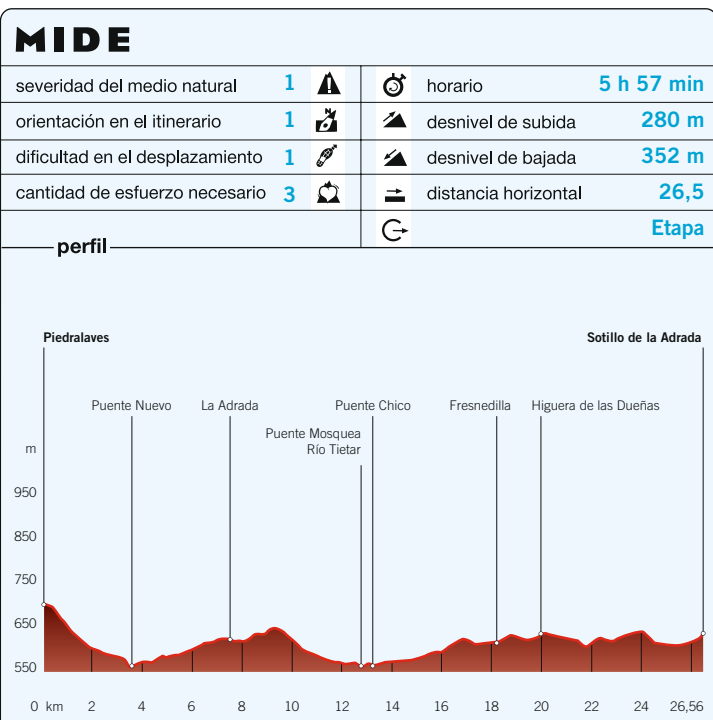 MIDE
severidad del medio natural 1
horario 5 h 57 min
orientación en el itinerario 1
desnivel de subida 280 m
dificultad en el desplazamiento 1
desnivel de bajada 352 m
cantidad de esfuerzo necesario 3
distancia horizontal 26,5
Etapa
perfil
Piedralaves
Sotillo de la Adrada
Puente Nuevo
La Adrada
Puente Chico
Fresnedilla
Higuera de las Dueñas
Puente Mosquea
Río Tietar
m
950
850
750
650
550
0 km 2 4 6 8 10 12 14 16 18 20 22 24 26,56